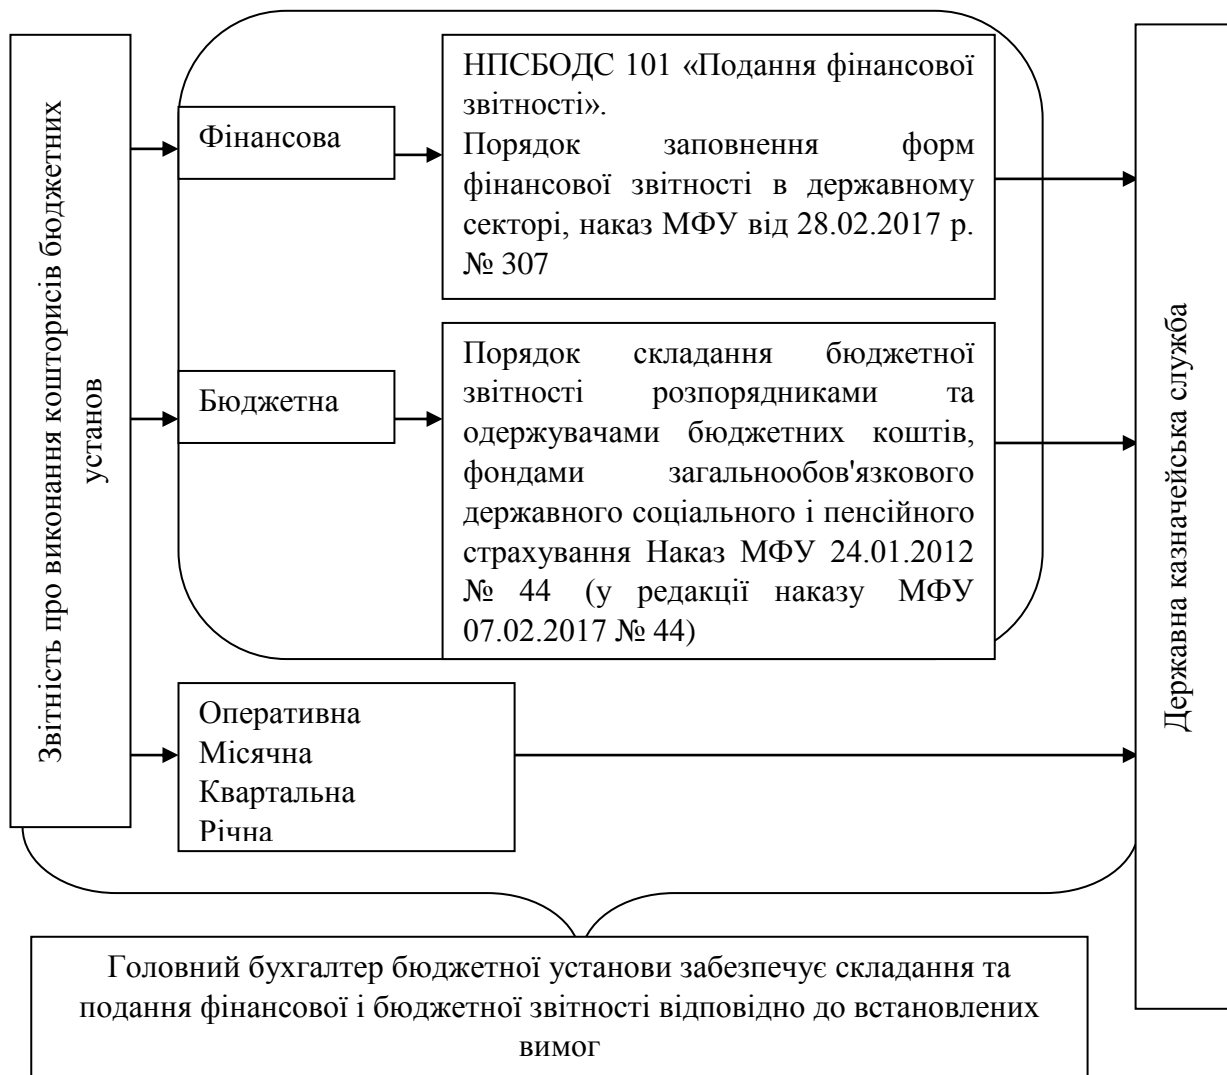 Звітність про виконання кошторисів бюджетних
установ
Фінансова
НПСБОДС 101 «Подання фінансової
звітності».
Порядок заповнення форм
фінансової звітності в державному
секторі, наказ МФУ від 28.02.2017 р.
№ 307
Бюджетна
Порядок складання бюджетної
звітності розпорядниками та
одержувачами бюджетних коштів,
фондами загальнообов'язкового
державного соціального і пенсійного
страхування Наказ МФУ 24.01.2012
№ 44 (у редакції наказу МФУ
07.02.2017 № 44)
Оперативна
Місячна
Квартальна
Річна
Державна казначейська служба
Головний бухгалтер бюджетної установи забезпечує складання та
подання фінансової і бюджетної звітності відповідно до встановлених
вимог